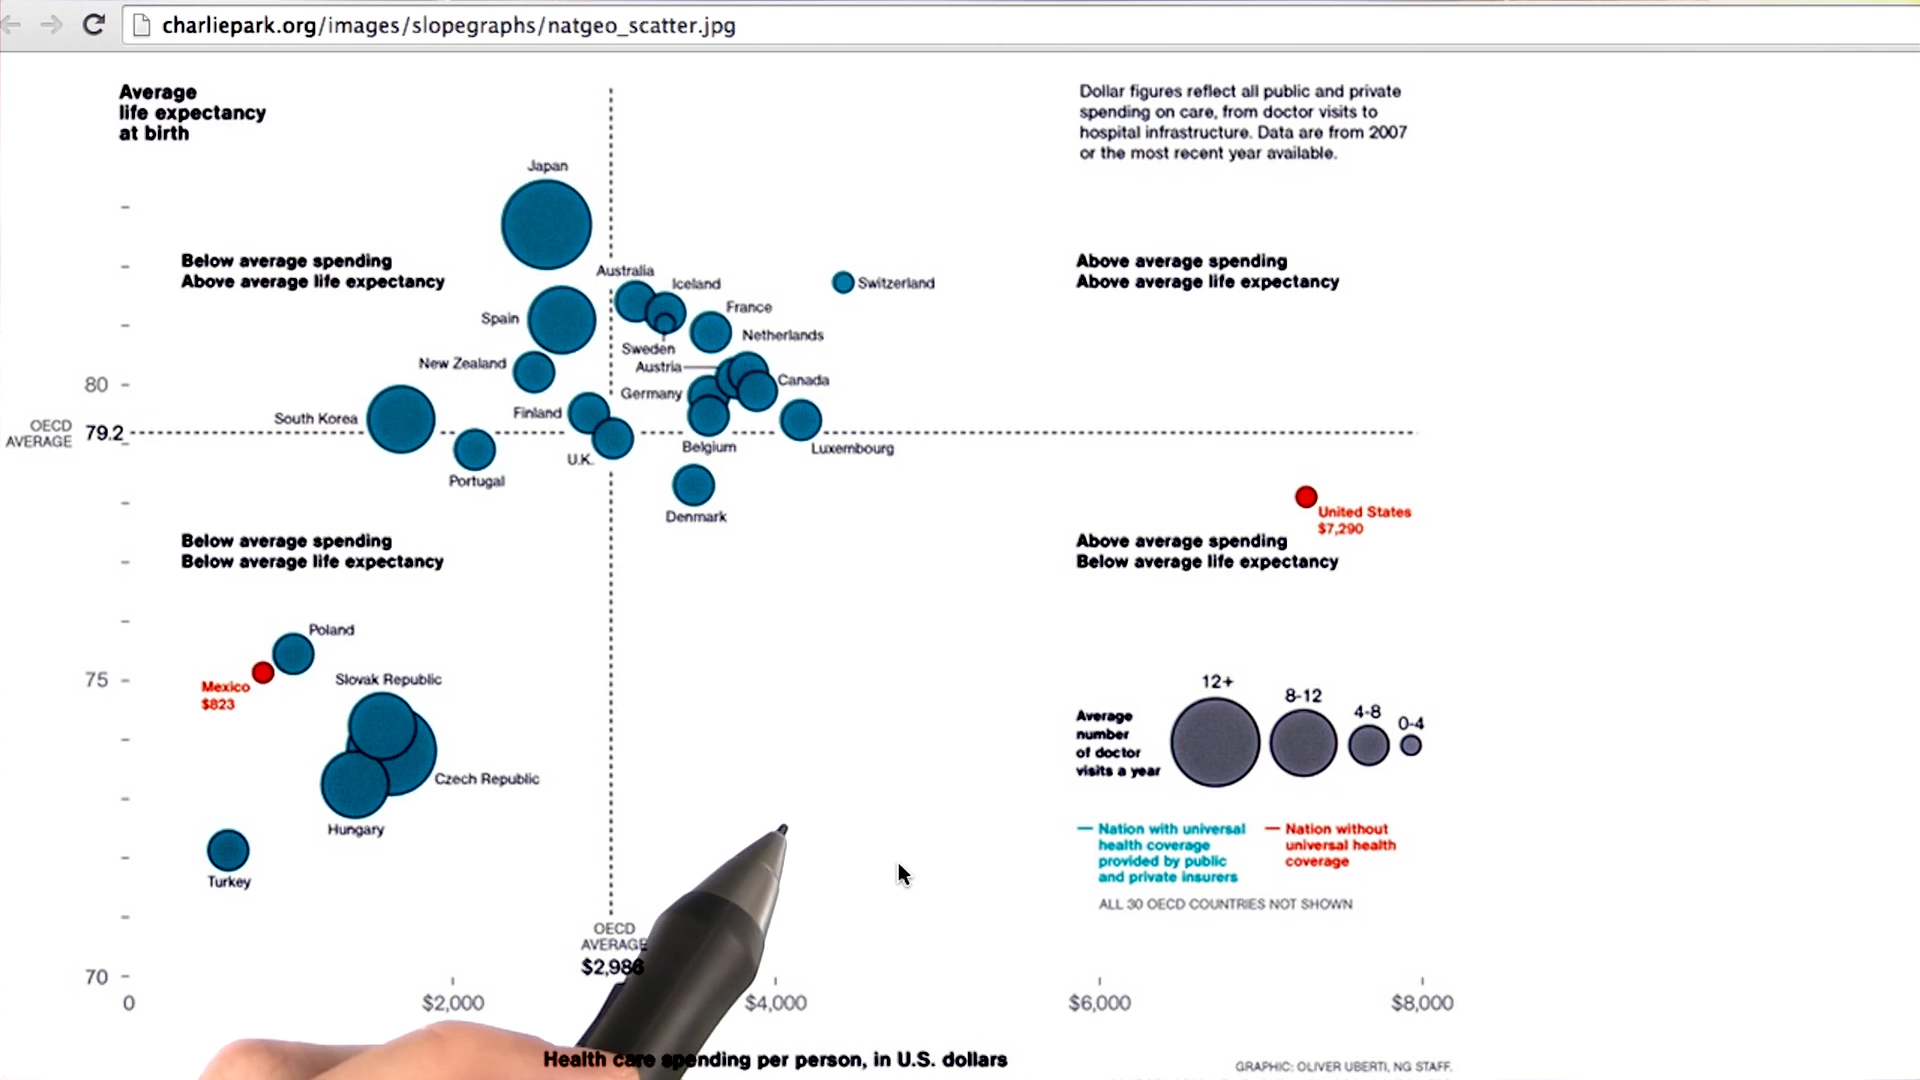 charliepark.org/images/slopegraphs/natgeo_scatter.jpg
Average
life expectancy
at birth
Dollar figures reflect all public and private
spending on care, from doctor visits to
hospital infrastructure. Data are from 2007
or the most recent year available.
Japan
Below average spending
Above average life expectancy
Australia
Iceland
Switzerland
Above average spending
Above average life expectancy
Spain
France
Netherlands
Sweden
New Zealand
Austria
80
Canada
Germany
South Korea
Finland
OECD
AVERAGE
79.2
U.K.
Belgium
Luxembourg
Portugal
Denmark
United States
$7,290
Below average spending
Below average life expectancy
Above average spending
Below average life expectancy
Poland
75
Mexico
$823
Slovak Republic
Czech Republic
Hungary
Turkey
12+
8-12
4-8
0-4
Average
number
of doctor
visits a year
Nation with universal
health coverage
provided by public
and private insurers
Nation without
universal health
coverage
ALL 30 OECD COUNTRIES NOT SHOWN
OECD
AVERAGE
$2,986
70
0
$2,000
$4,000
$6,000
$8,000
Health care spending per person, in U.S. dollars
GRAPHIC: OLIVER UBERTI, NG STAFF.